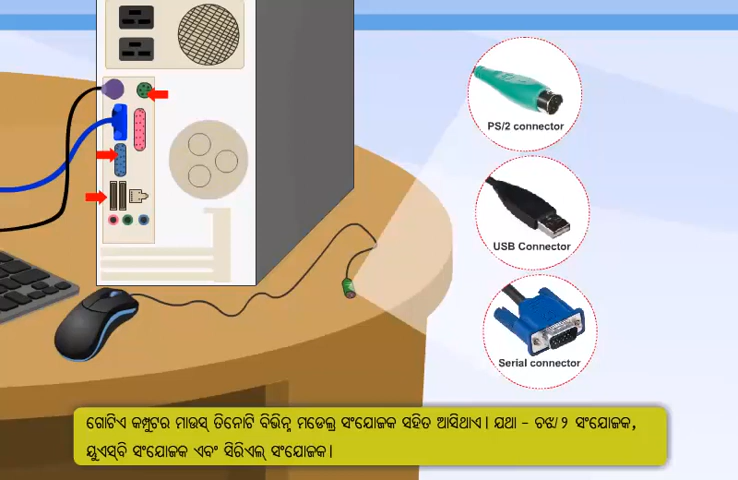 PS/2 connector
USB Connector
Serial connector
ଗୋଟିଏ କମ୍ପୁଟର ମାଉସ୍ ତିନୋଟି ବିଭିନ୍ନ ମଡେଲ୍ର ସଂଯୋଜକ ସହିତ ଆସିଥାଏ। ଯଥା - ଚଝ/୨ ସଂଯୋଜକ,
ୟୁଏସ୍‌ବି ସଂଯୋଜକ ଏବଂ ସିରିଏଲ୍ ସଂଯୋଜକ।